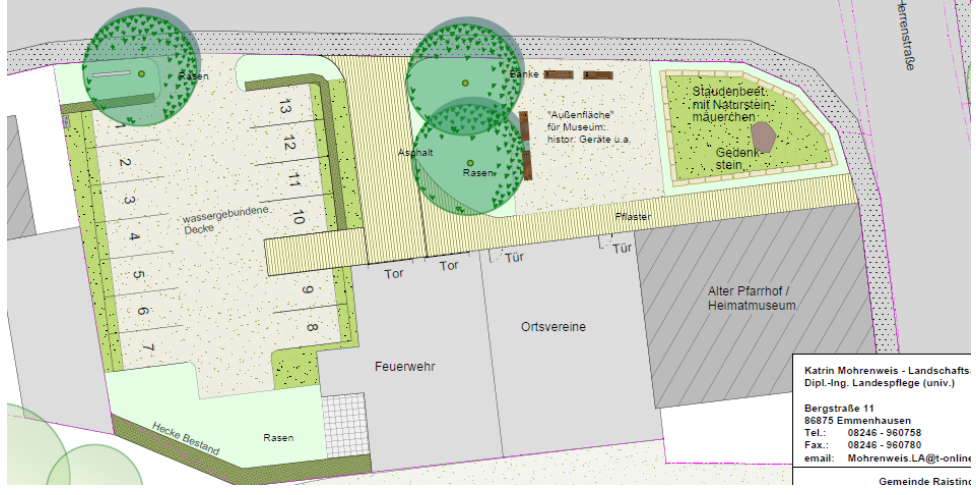 Herrenstraße
Rasen
Bänke
13
12
11
10
9
8
1
2
3
4
5
6
7
"Außenfläche"
für Museum:
histor. Geräte u.a.
Staudenbeet
mit Naturstein-
mäuerchen
Gedenk-
stein
Asphalt
Rasen
wassergebundene
Decke
Pflaster
Tor
Tor
Tür
Tür
Alter Pfarrhof /
Heimatmuseum
Ortsvereine
Feuerwehr
Hecke Bestand
Rasen
Katrin Mohrenweis - Landschafts
Dipl.-Ing. Landespflege (univ.)
Bergstraße 11
86875 Emmenhausen
Tel.: 08246 - 960758
Fax.: 08246 - 960780
email: Mohrenweis.LA@t-online
Gemeinde Raisting